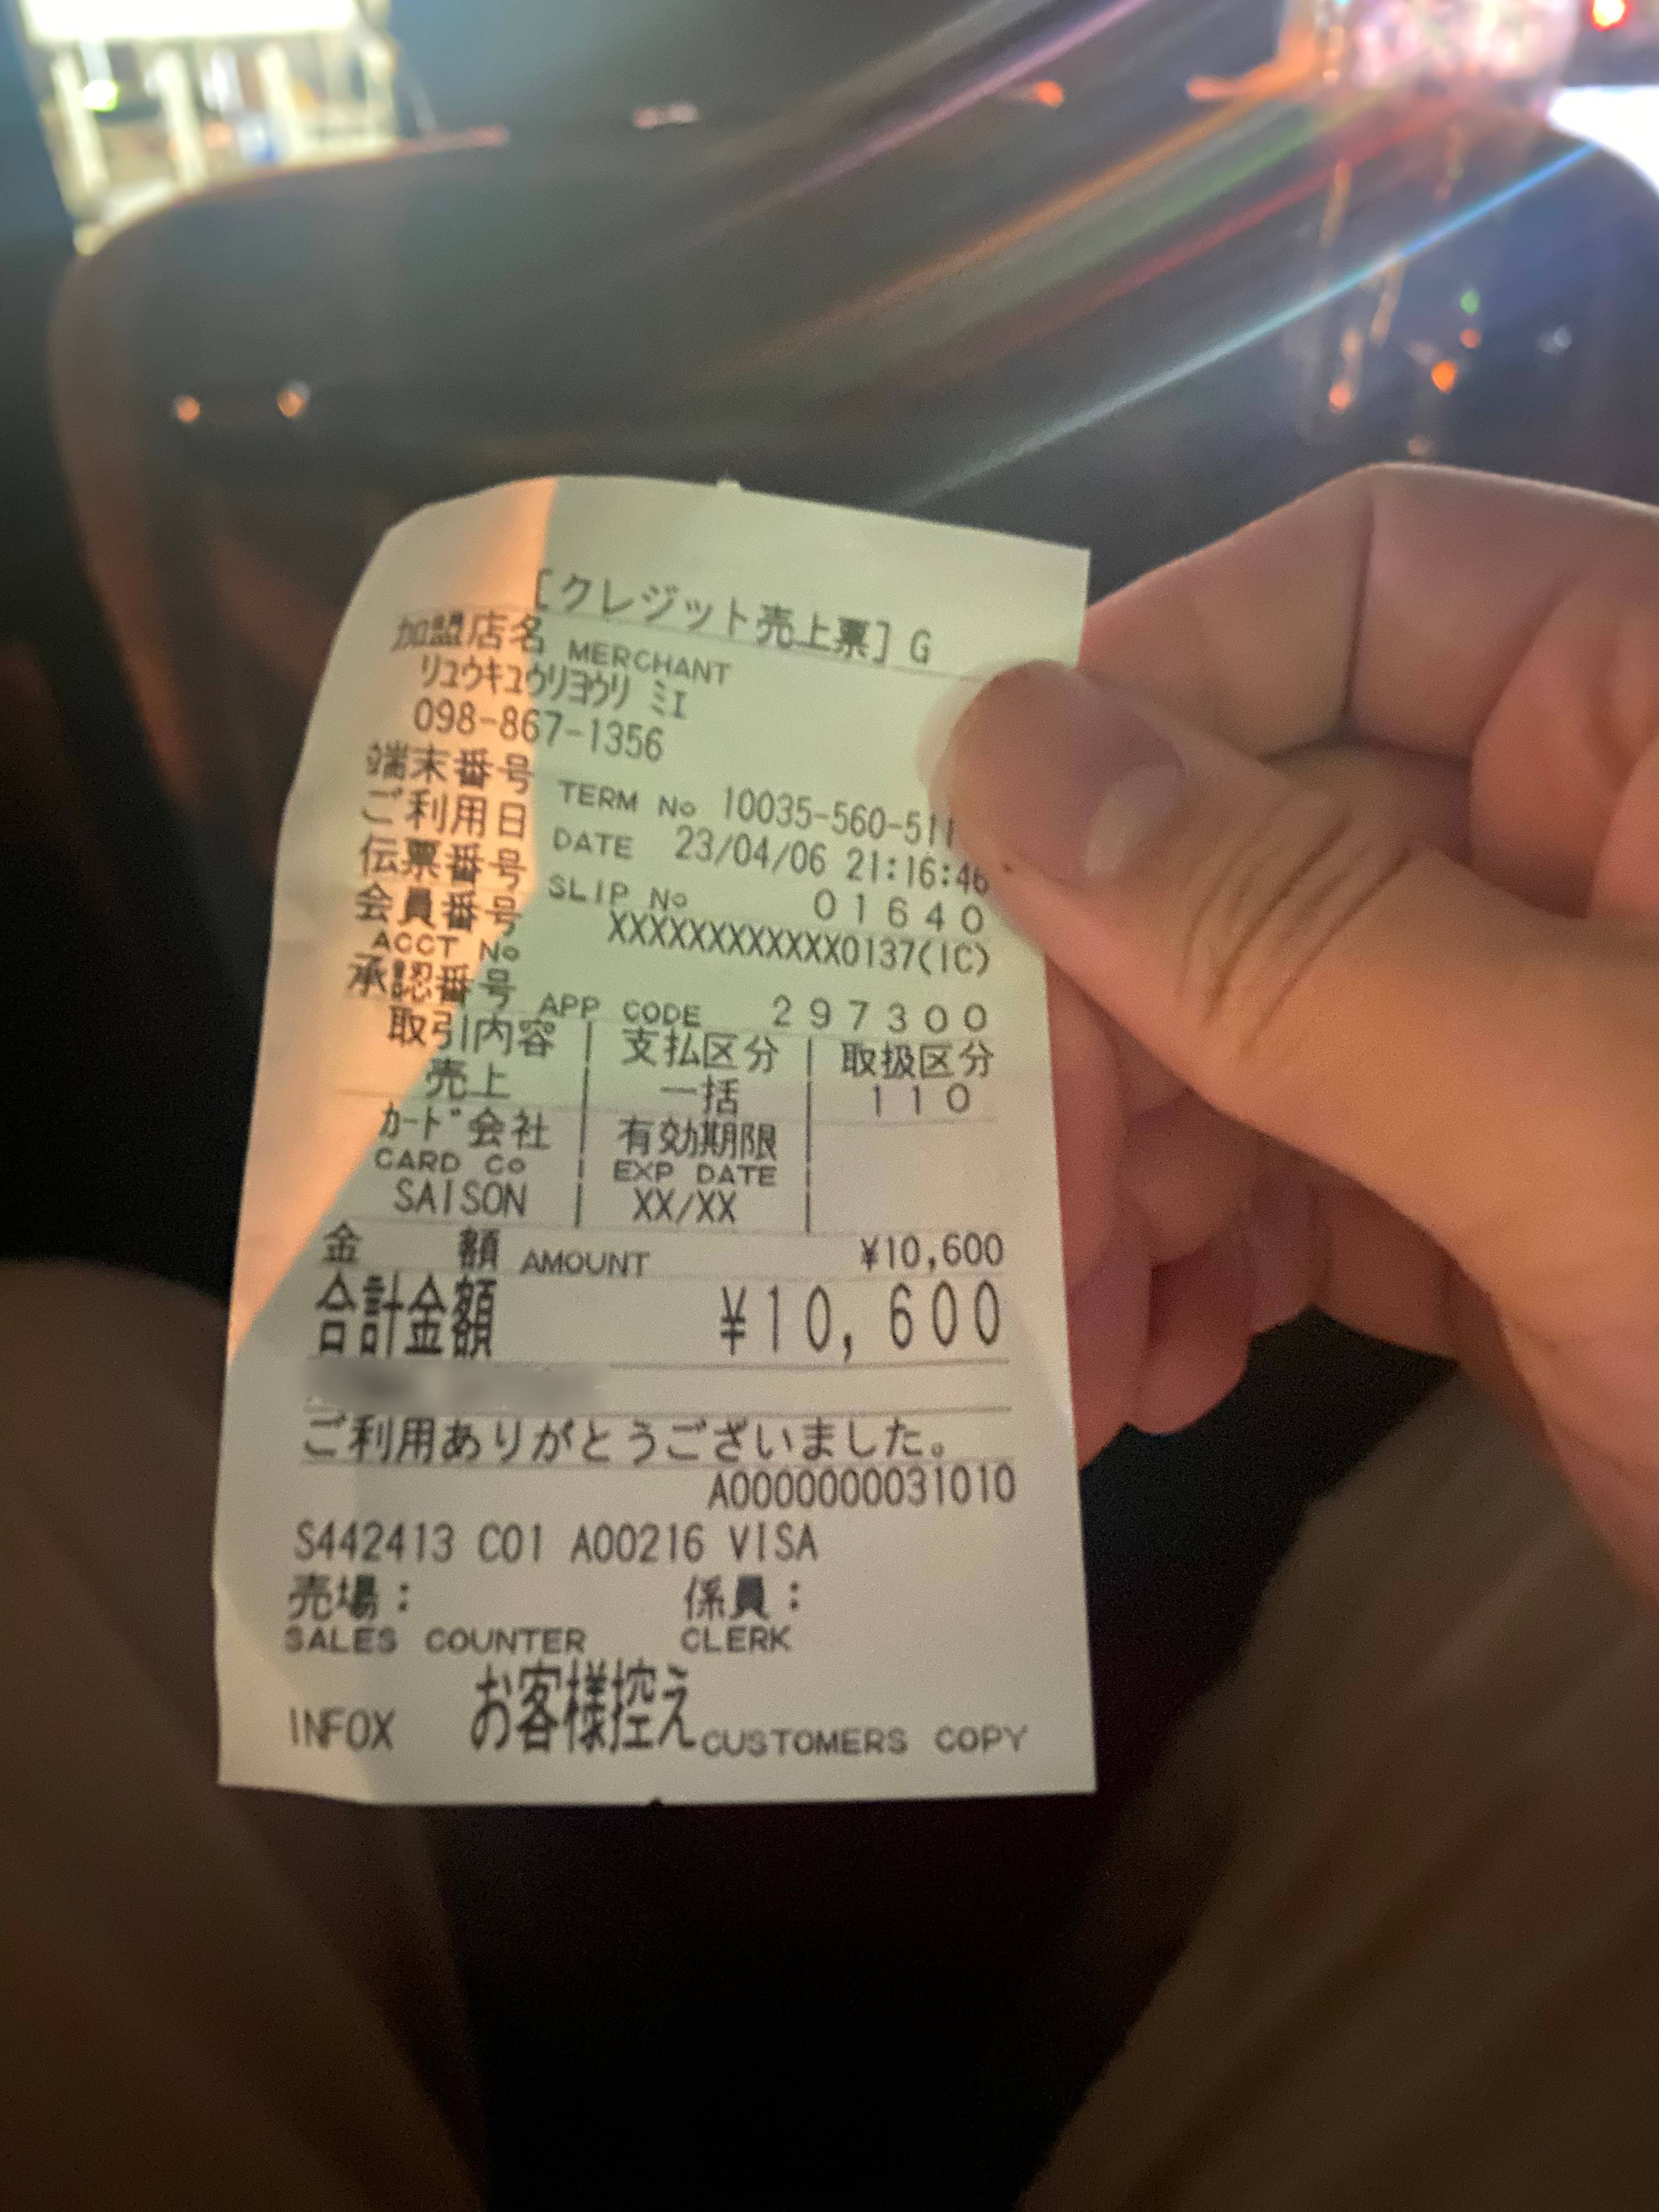 [クレジット売上票] G
加盟店名 MERCHANT
リュウキュウリヨウリ ミエ
098-867-1356
端末番号 TERM No 10035-560-511
ご利用日 DATE 23/04/06 21:16:46
伝票番号 SLIP No 01640
会員番号 XXXXXXXXXXXX0137(IC)
ACCT No
承認番号 APP CODE 297300
取引内容 | 支払区分 | 取扱区分
売上 | 一括 | 110
カード会社 | 有効期限 |
CARD Co | EXP DATE |
SAISON | XX/XX |
金 額 AMOUNT ¥10,600
合計金額 ¥10,600
ご利用ありがとうございました。
A0000000031010
S442413 C01 A00216 VISA
売場: 係員:
SALES COUNTER CLERK
INFOX お客様控え CUSTOMERS COPY